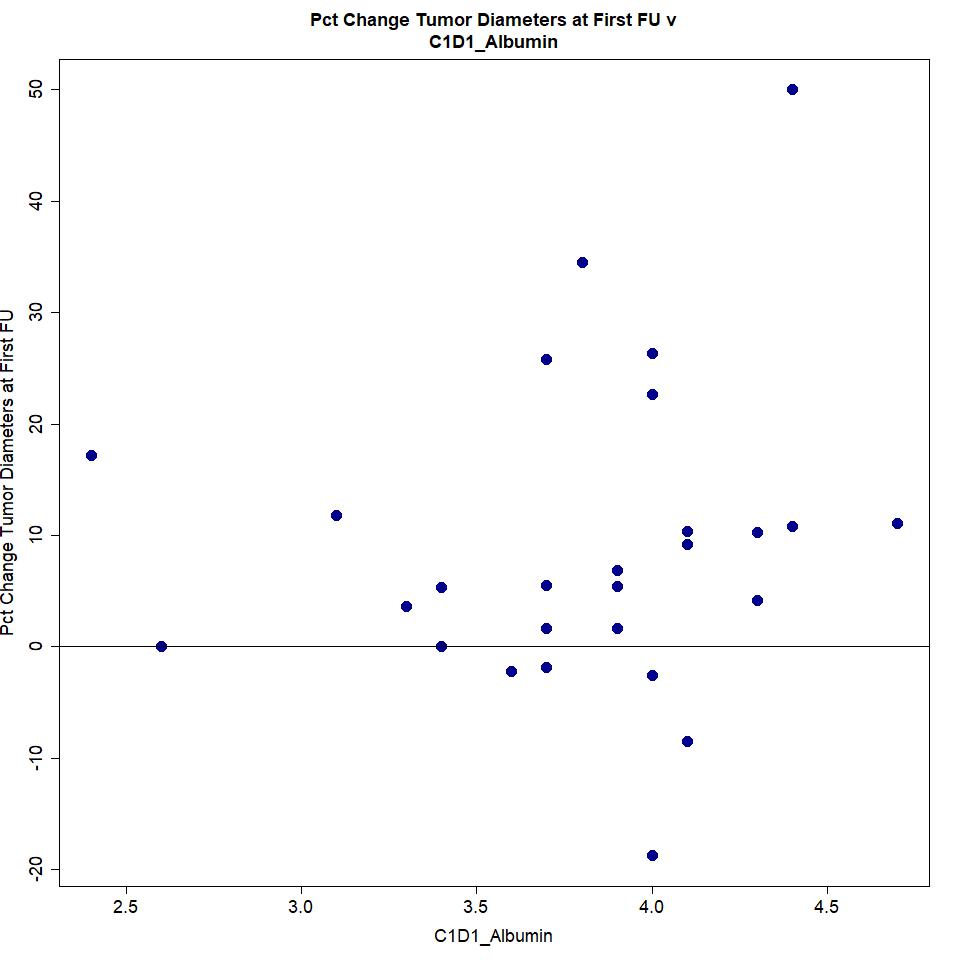 Pct Change Tumor Diameters at First FU v
C1D1_Albumin
Pct Change Tumor Diameters at First FU
50
40
30
20
10
0
-10
-20
2.5 3.0 3.5 4.0 4.5
C1D1_Albumin